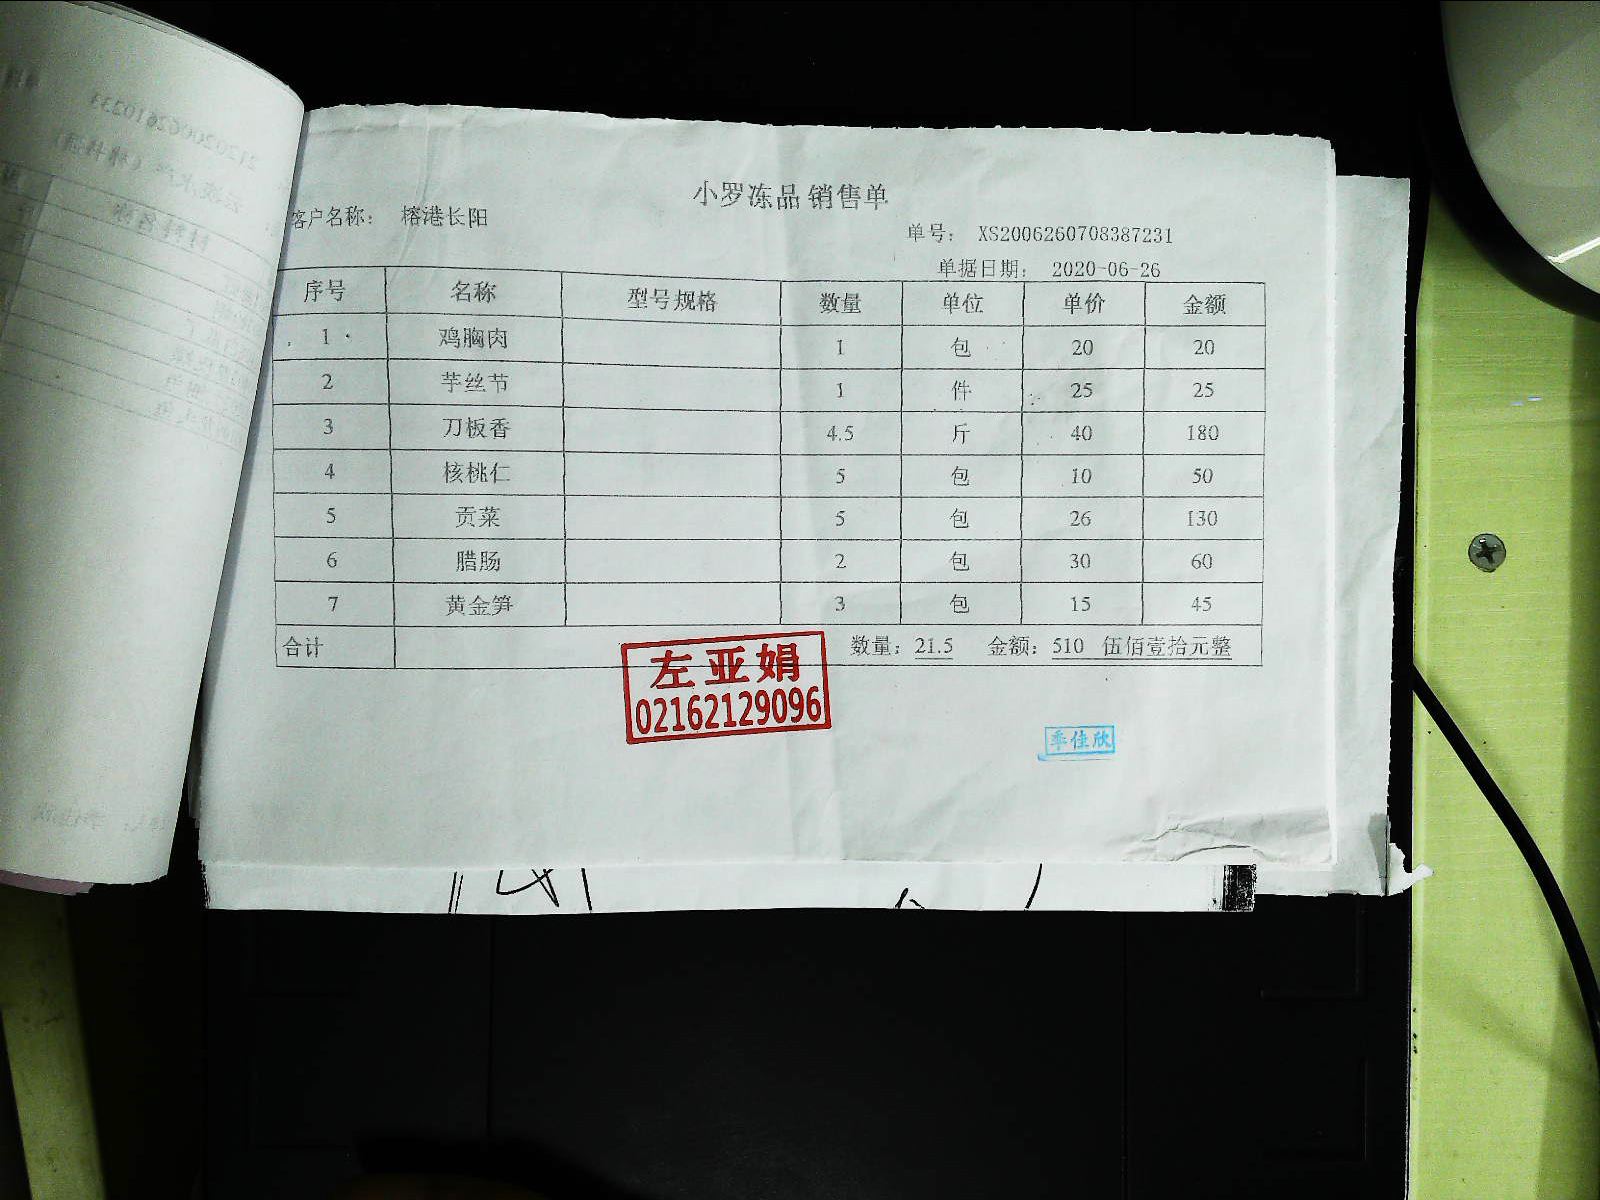 小罗冻品 销售单
客户名称： 榕港长阳
单号： XS2006260708387231
单据日期： 2020-06-26
序号 名称 型号规格 数量 单位 单价 金额
1 鸡胸肉 1 包 20 20
2 芋丝节 1 件 25 25
3 刀板香 4.5 斤 40 180
4 核桃仁 5 包 10 50
5 贡菜 5 包 26 130
6 腊肠 2 包 30 60
7 黄金笋 3 包 15 45
合计 数量：21.5 金额：510 伍佰壹拾元整
左亚娟
02162129096
季佳欣